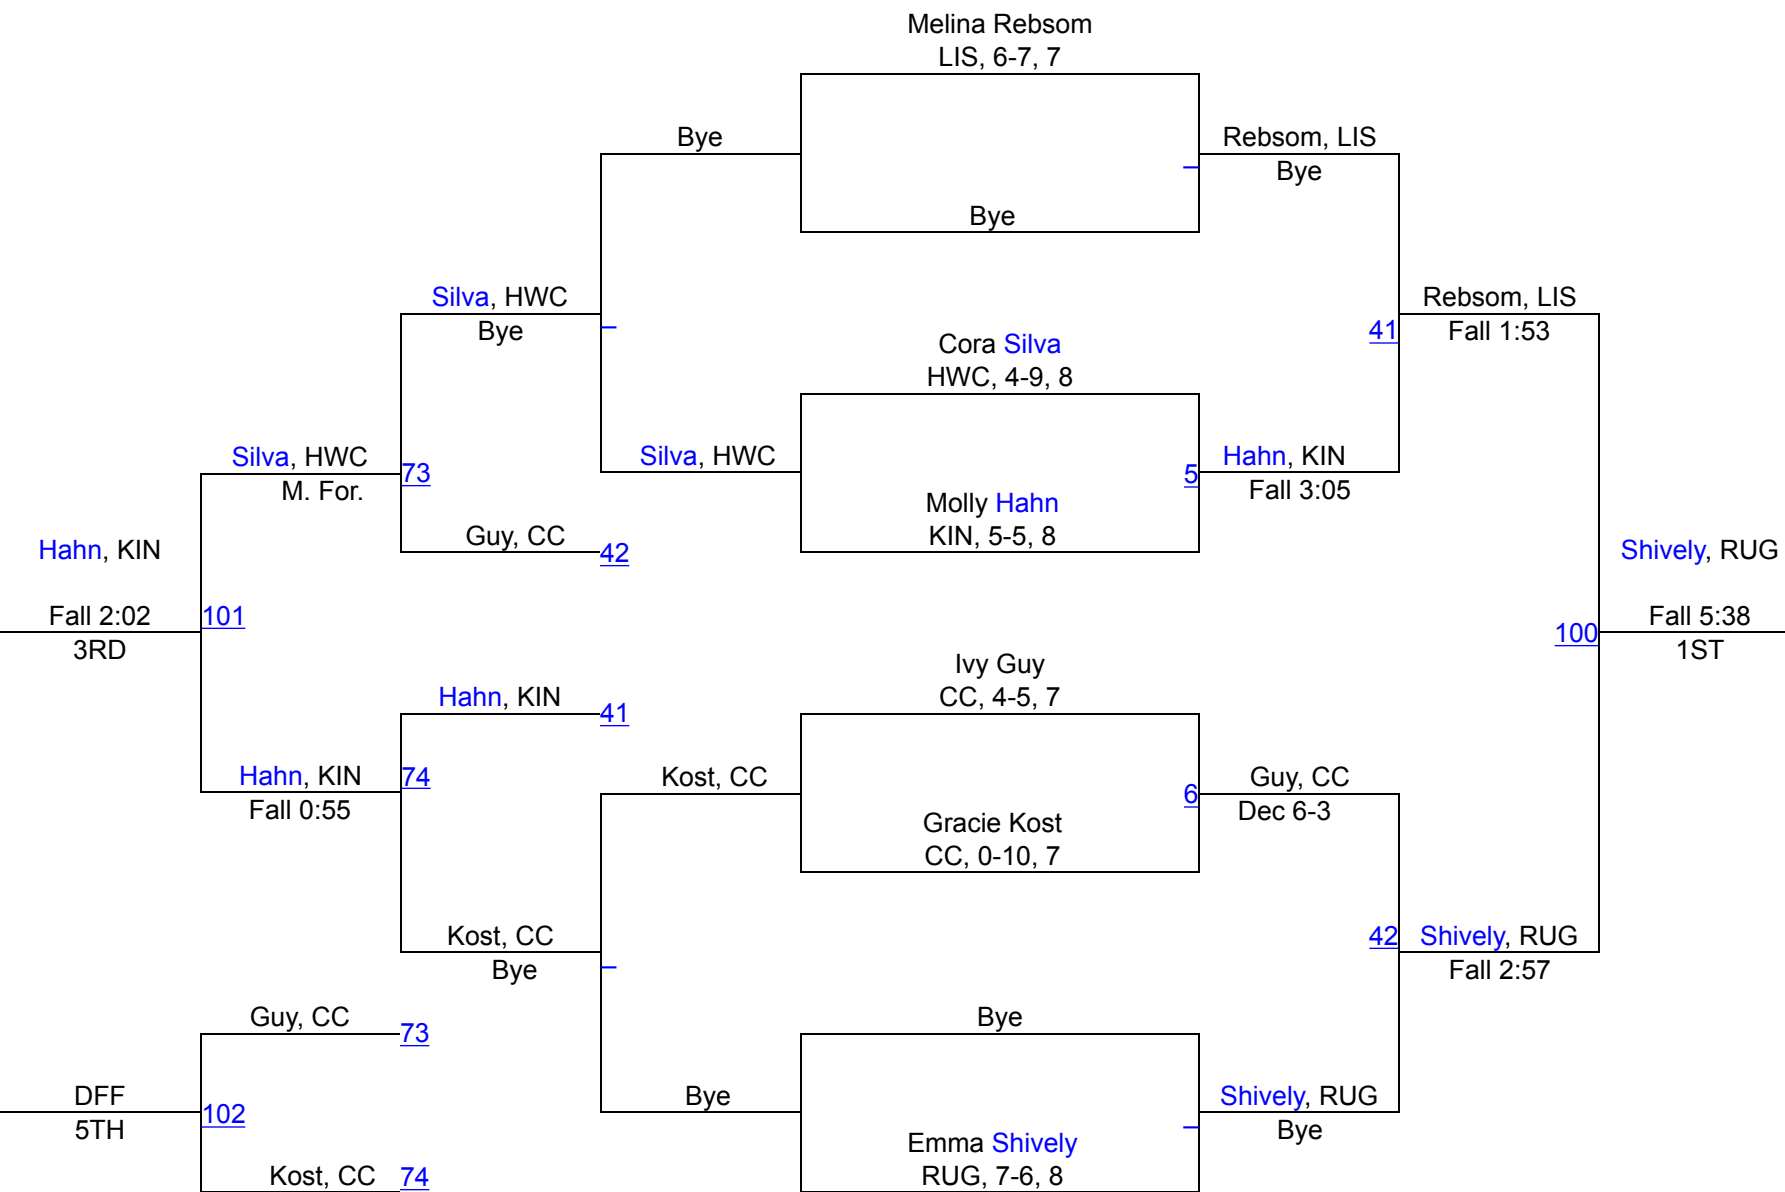 Melina Rebsom
LIS, 6-7, 7
Bye
Rebsom, LIS
Bye
Bye
Silva, HWC
Bye
Rebsom, LIS
41
Fall 1:53
Cora Silva
HWC, 4-9, 8
Silva, HWC
73
M. For.
Silva, HWC
5
Hahn, KIN
Fall 3:05
Molly Hahn
KIN, 5-5, 8
Guy, CC
42
Hahn, KIN
Shively, RUG
Fall 2:02
101
3RD
100
Fall 5:38
1ST
Ivy Guy
CC, 4-5, 7
Hahn, KIN
41
Hahn, KIN
74
Fall 0:55
Kost, CC
6
Guy, CC
Dec 6-3
Gracie Kost
CC, 0-10, 7
Kost, CC
Bye
42
Shively, RUG
Fall 2:57
Guy, CC
73
Bye
DFF
102
5TH
Bye
Shively, RUG
Bye
Emma Shively
RUG, 7-6, 8
Kost, CC
74